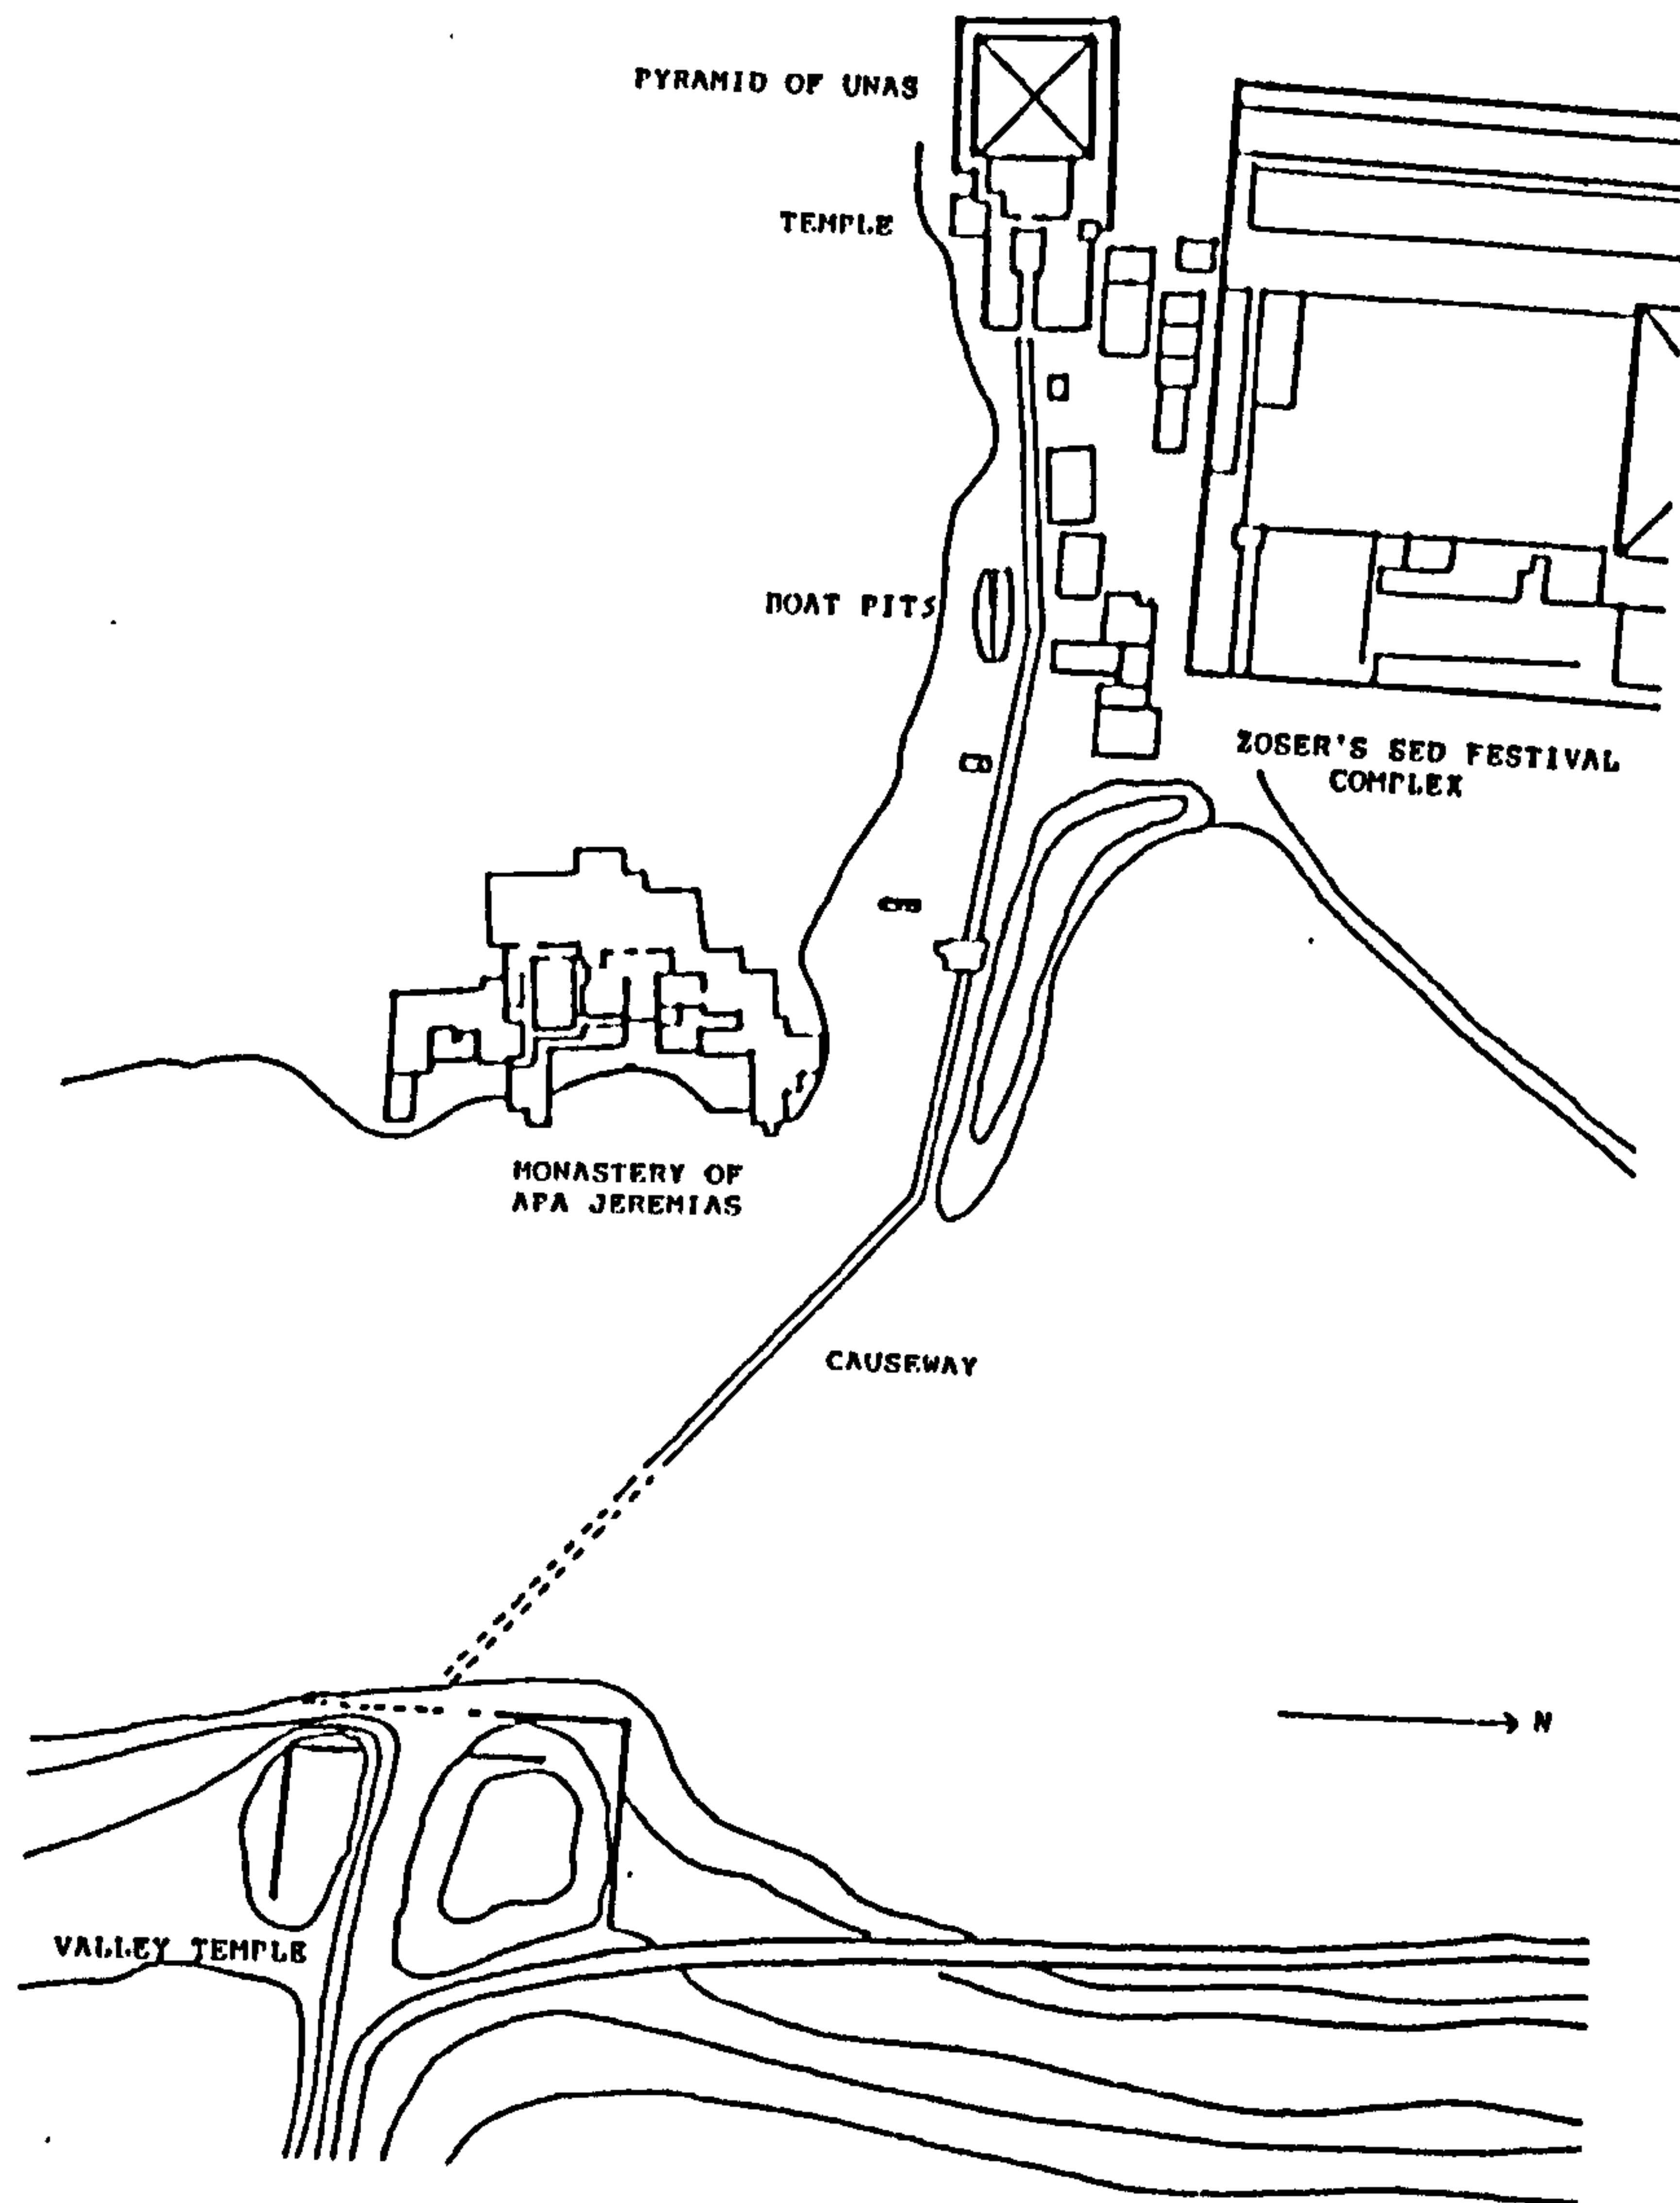 PYRAMID OF UNAS
TEMPLE
BOAT PITS
ZOSER'S SED FESTIVAL
COMPLEX
MONASTERY OF
APA JEREMIAS
CAUSEWAY
N
VALLEY TEMPLE